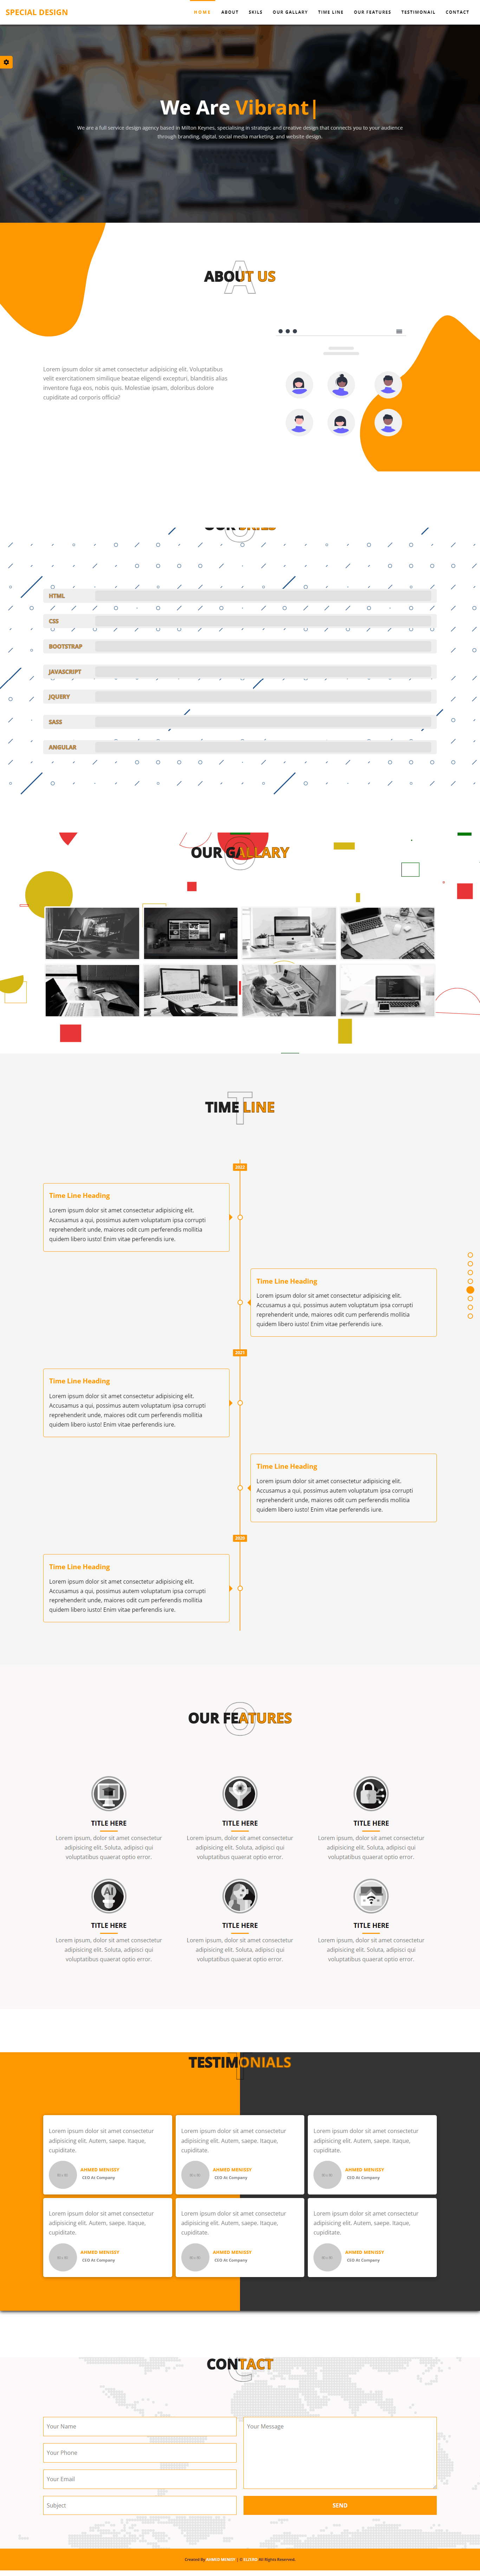 SPECIAL DESIGN
HOME ABOUT SKILS OUR GALLARY TIME LINE OUR FEATURES TESTIMONAIL CONTACT
We Are Vibrant|
We are a full service design agency based in Milton Keynes, specialising in strategic and creative design that connects you to your audience
through branding, digital, social media marketing, and website design.
A
ABOUT US
Lorem ipsum dolor sit amet consectetur adipisicing elit. Voluptatus
velit exercitationem similique beatae eligendi excepturi, blanditiis alias
inventore fuga eos, nobis quos. Molestiae ipsam, doloribus dolore
cupiditate ad corporis officia?
OUR SKILS
HTML
CSS
BOOTSTRAP
JAVASCRIPT
JQUERY
SASS
ANGULAR
OUR GALLARY
T
TIME LINE
2022
Time Line Heading
Lorem ipsum dolor sit amet consectetur adipisicing elit.
Accusamus a qui, possimus autem voluptatum ipsa corrupti
reprehenderit unde, maiores odit cum perferendis mollitia
quidem libero iusto! Enim vitae perferendis iure.
Time Line Heading
Lorem ipsum dolor sit amet consectetur adipisicing elit.
Accusamus a qui, possimus autem voluptatum ipsa corrupti
reprehenderit unde, maiores odit cum perferendis mollitia
quidem libero iusto! Enim vitae perferendis iure.
2021
Time Line Heading
Lorem ipsum dolor sit amet consectetur adipisicing elit.
Accusamus a qui, possimus autem voluptatum ipsa corrupti
reprehenderit unde, maiores odit cum perferendis mollitia
quidem libero iusto! Enim vitae perferendis iure.
Time Line Heading
Lorem ipsum dolor sit amet consectetur adipisicing elit.
Accusamus a qui, possimus autem voluptatum ipsa corrupti
reprehenderit unde, maiores odit cum perferendis mollitia
quidem libero iusto! Enim vitae perferendis iure.
2020
Time Line Heading
Lorem ipsum dolor sit amet consectetur adipisicing elit.
Accusamus a qui, possimus autem voluptatum ipsa corrupti
reprehenderit unde, maiores odit cum perferendis mollitia
quidem libero iusto! Enim vitae perferendis iure.
OUR FEATURES
TITLE HERE TITLE HERE TITLE HERE
Lorem ipsum, dolor sit amet consectetur Lorem ipsum, dolor sit amet consectetur Lorem ipsum, dolor sit amet consectetur
adipisicing elit. Soluta, adipisci qui adipisicing elit. Soluta, adipisci qui adipisicing elit. Soluta, adipisci qui
voluptatibus quaerat optio error. voluptatibus quaerat optio error. voluptatibus quaerat optio error.
AI
TITLE HERE TITLE HERE TITLE HERE
Lorem ipsum, dolor sit amet consectetur Lorem ipsum, dolor sit amet consectetur Lorem ipsum, dolor sit amet consectetur
adipisicing elit. Soluta, adipisci qui adipisicing elit. Soluta, adipisci qui adipisicing elit. Soluta, adipisci qui
voluptatibus quaerat optio error. voluptatibus quaerat optio error. voluptatibus quaerat optio error.
TESTIMONIALS
Lorem ipsum dolor sit amet consectetur Lorem ipsum dolor sit amet consectetur Lorem ipsum dolor sit amet consectetur
adipisicing elit. Autem, saepe. Itaque, adipisicing elit. Autem, saepe. Itaque, adipisicing elit. Autem, saepe. Itaque,
cupiditate. cupiditate. cupiditate.
AHMED MENISSY AHMED MENISSY AHMED MENISSY
CEO At Company CEO At Company CEO At Company
Lorem ipsum dolor sit amet consectetur Lorem ipsum dolor sit amet consectetur Lorem ipsum dolor sit amet consectetur
adipisicing elit. Autem, saepe. Itaque, adipisicing elit. Autem, saepe. Itaque, adipisicing elit. Autem, saepe. Itaque,
cupiditate. cupiditate. cupiditate.
AHMED MENISSY AHMED MENISSY AHMED MENISSY
CEO At Company CEO At Company CEO At Company
CONTACT
Your Name
Your Message
Your Phone
Your Email
Subject
SEND
Created By AHMED MENISSY | All Rights Reserved.